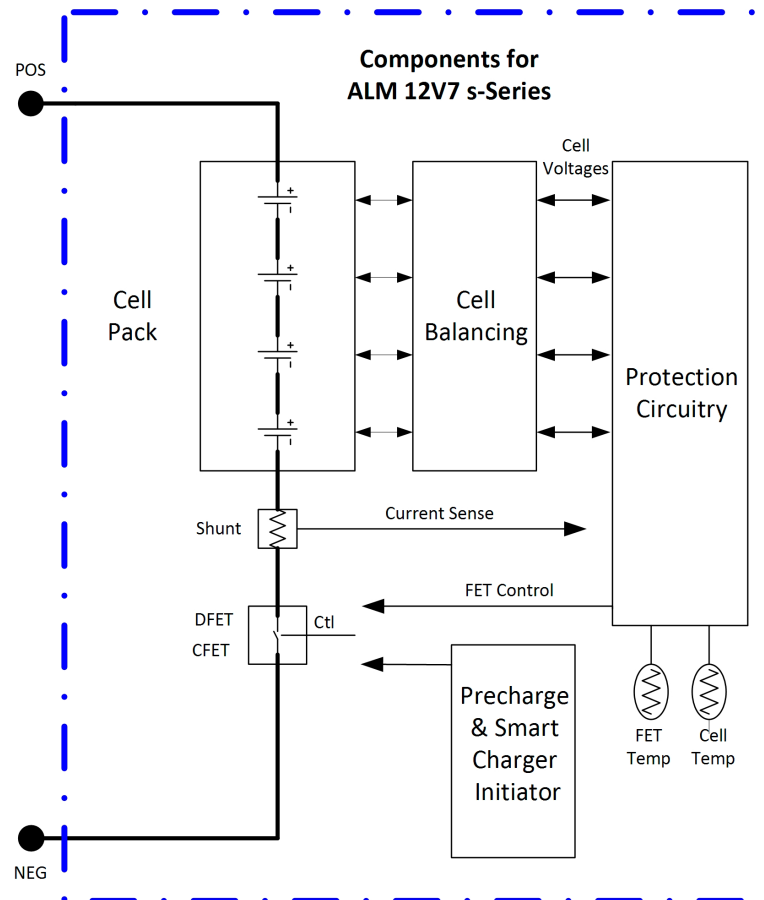 Components for
ALM 12V7 s-Series
POS
Cell
Voltages
+
+
+
+
Cell
Pack
Cell
Balancing
Protection
Circuitry
Shunt
Current Sense
FET Control
DFET
CFET
Ctl
Precharge
& Smart
Charger
Initiator
FET
Temp
Cell
Temp
NEG